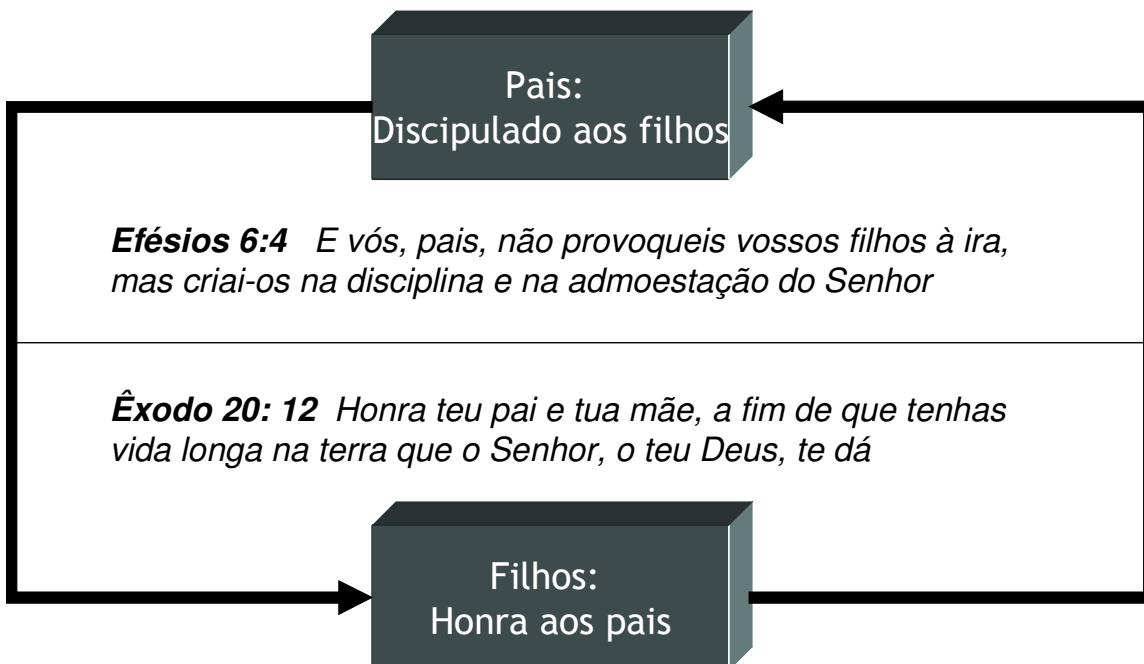 Pais:
Discipulado aos filhos
Efésios 6:4 E vós, pais, não provoqueis vossos filhos à ira,
mas criai-os na disciplina e na admoestação do Senhor
Êxodo 20: 12 Honra teu pai e tua mãe, a fim de que tenhas
vida longa na terra que o Senhor, o teu Deus, te dá
Filhos:
Honra aos pais